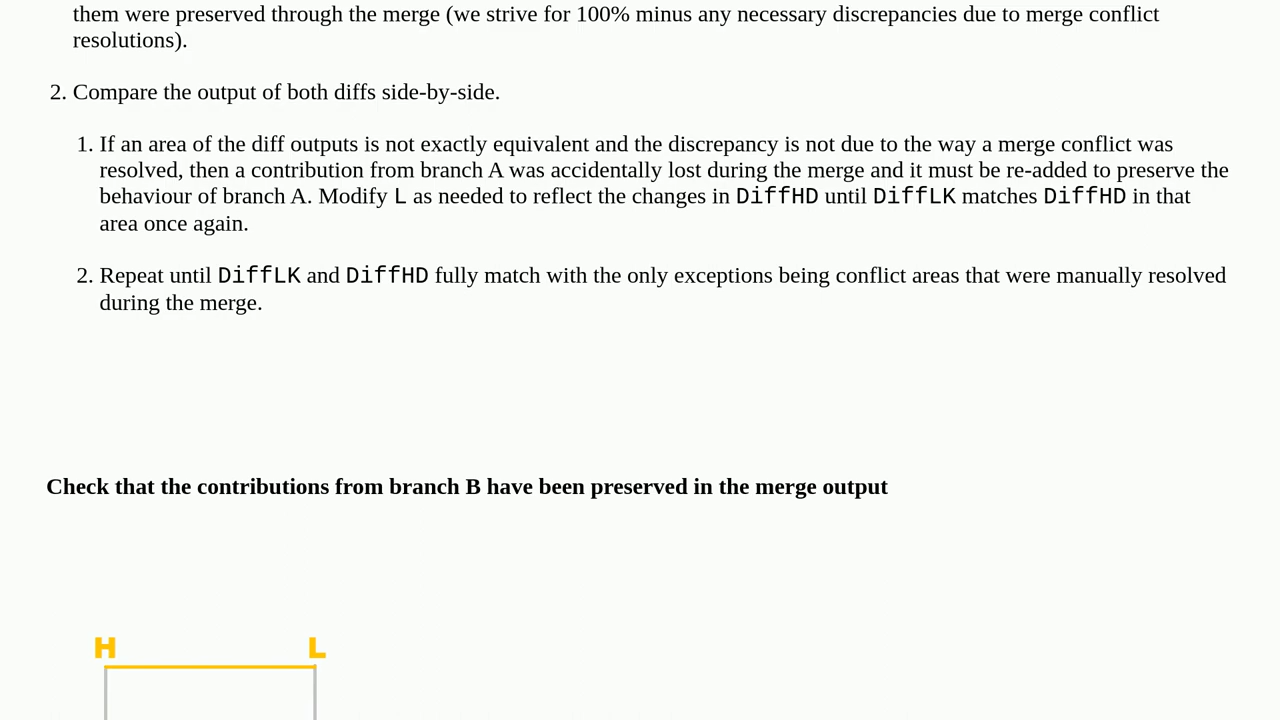 them were preserved through the merge (we strive for 100% minus any necessary discrepancies due to merge conflict
resolutions).
2. Compare the output of both diffs side-by-side.
1. If an area of the diff outputs is not exactly equivalent and the discrepancy is not due to the way a merge conflict was
resolved, then a contribution from branch A was accidentally lost during the merge and it must be re-added to preserve the
behaviour of branch A. Modify L as needed to reflect the changes in DiffHD until DiffLK matches DiffHD in that
area once again.
2. Repeat until DiffLK and DiffHD fully match with the only exceptions being conflict areas that were manually resolved
during the merge.
Check that the contributions from branch B have been preserved in the merge output
H L